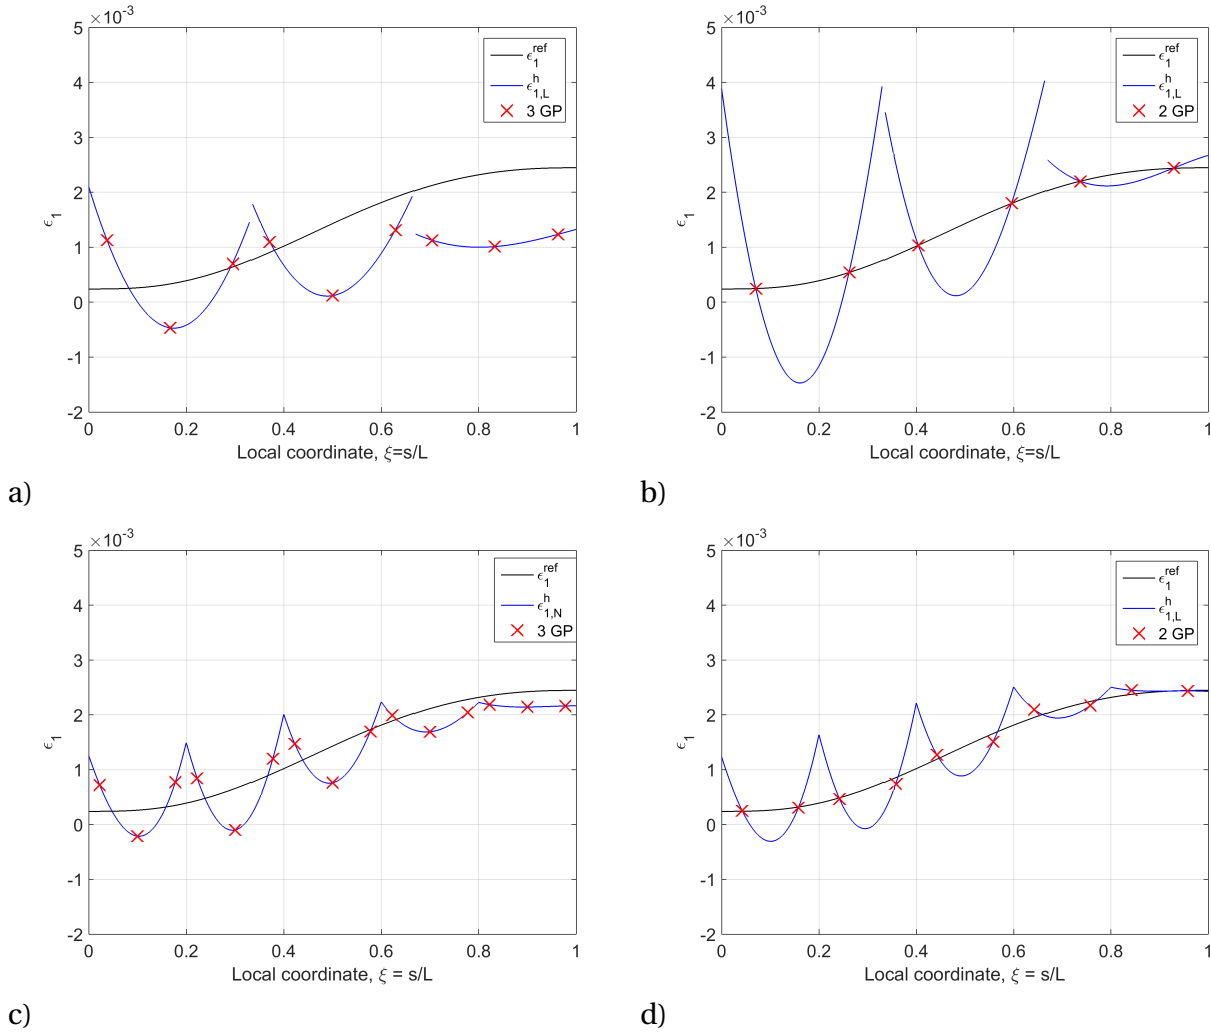 ×10⁻³
5
4
3
2
1
0
-1
-2
ϵ₁
0 0.2 0.4 0.6 0.8 1
Local coordinate, ξ=s/L
ϵ₁^ref
ϵ₁,L^h
3 GP
a)
×10⁻³
5
4
3
2
1
0
-1
-2
ϵ₁
0 0.2 0.4 0.6 0.8 1
Local coordinate, ξ=s/L
ϵ₁^ref
ϵ₁,L^h
2 GP
b)
×10⁻³
5
4
3
2
1
0
-1
-2
ϵ₁
0 0.2 0.4 0.6 0.8 1
Local coordinate, ξ = s/L
ϵ₁^ref
ϵ₁,N^h
3 GP
c)
×10⁻³
5
4
3
2
1
0
-1
-2
ϵ₁
0 0.2 0.4 0.6 0.8 1
Local coordinate, ξ = s/L
ϵ₁^ref
ϵ₁,L^h
2 GP
d)